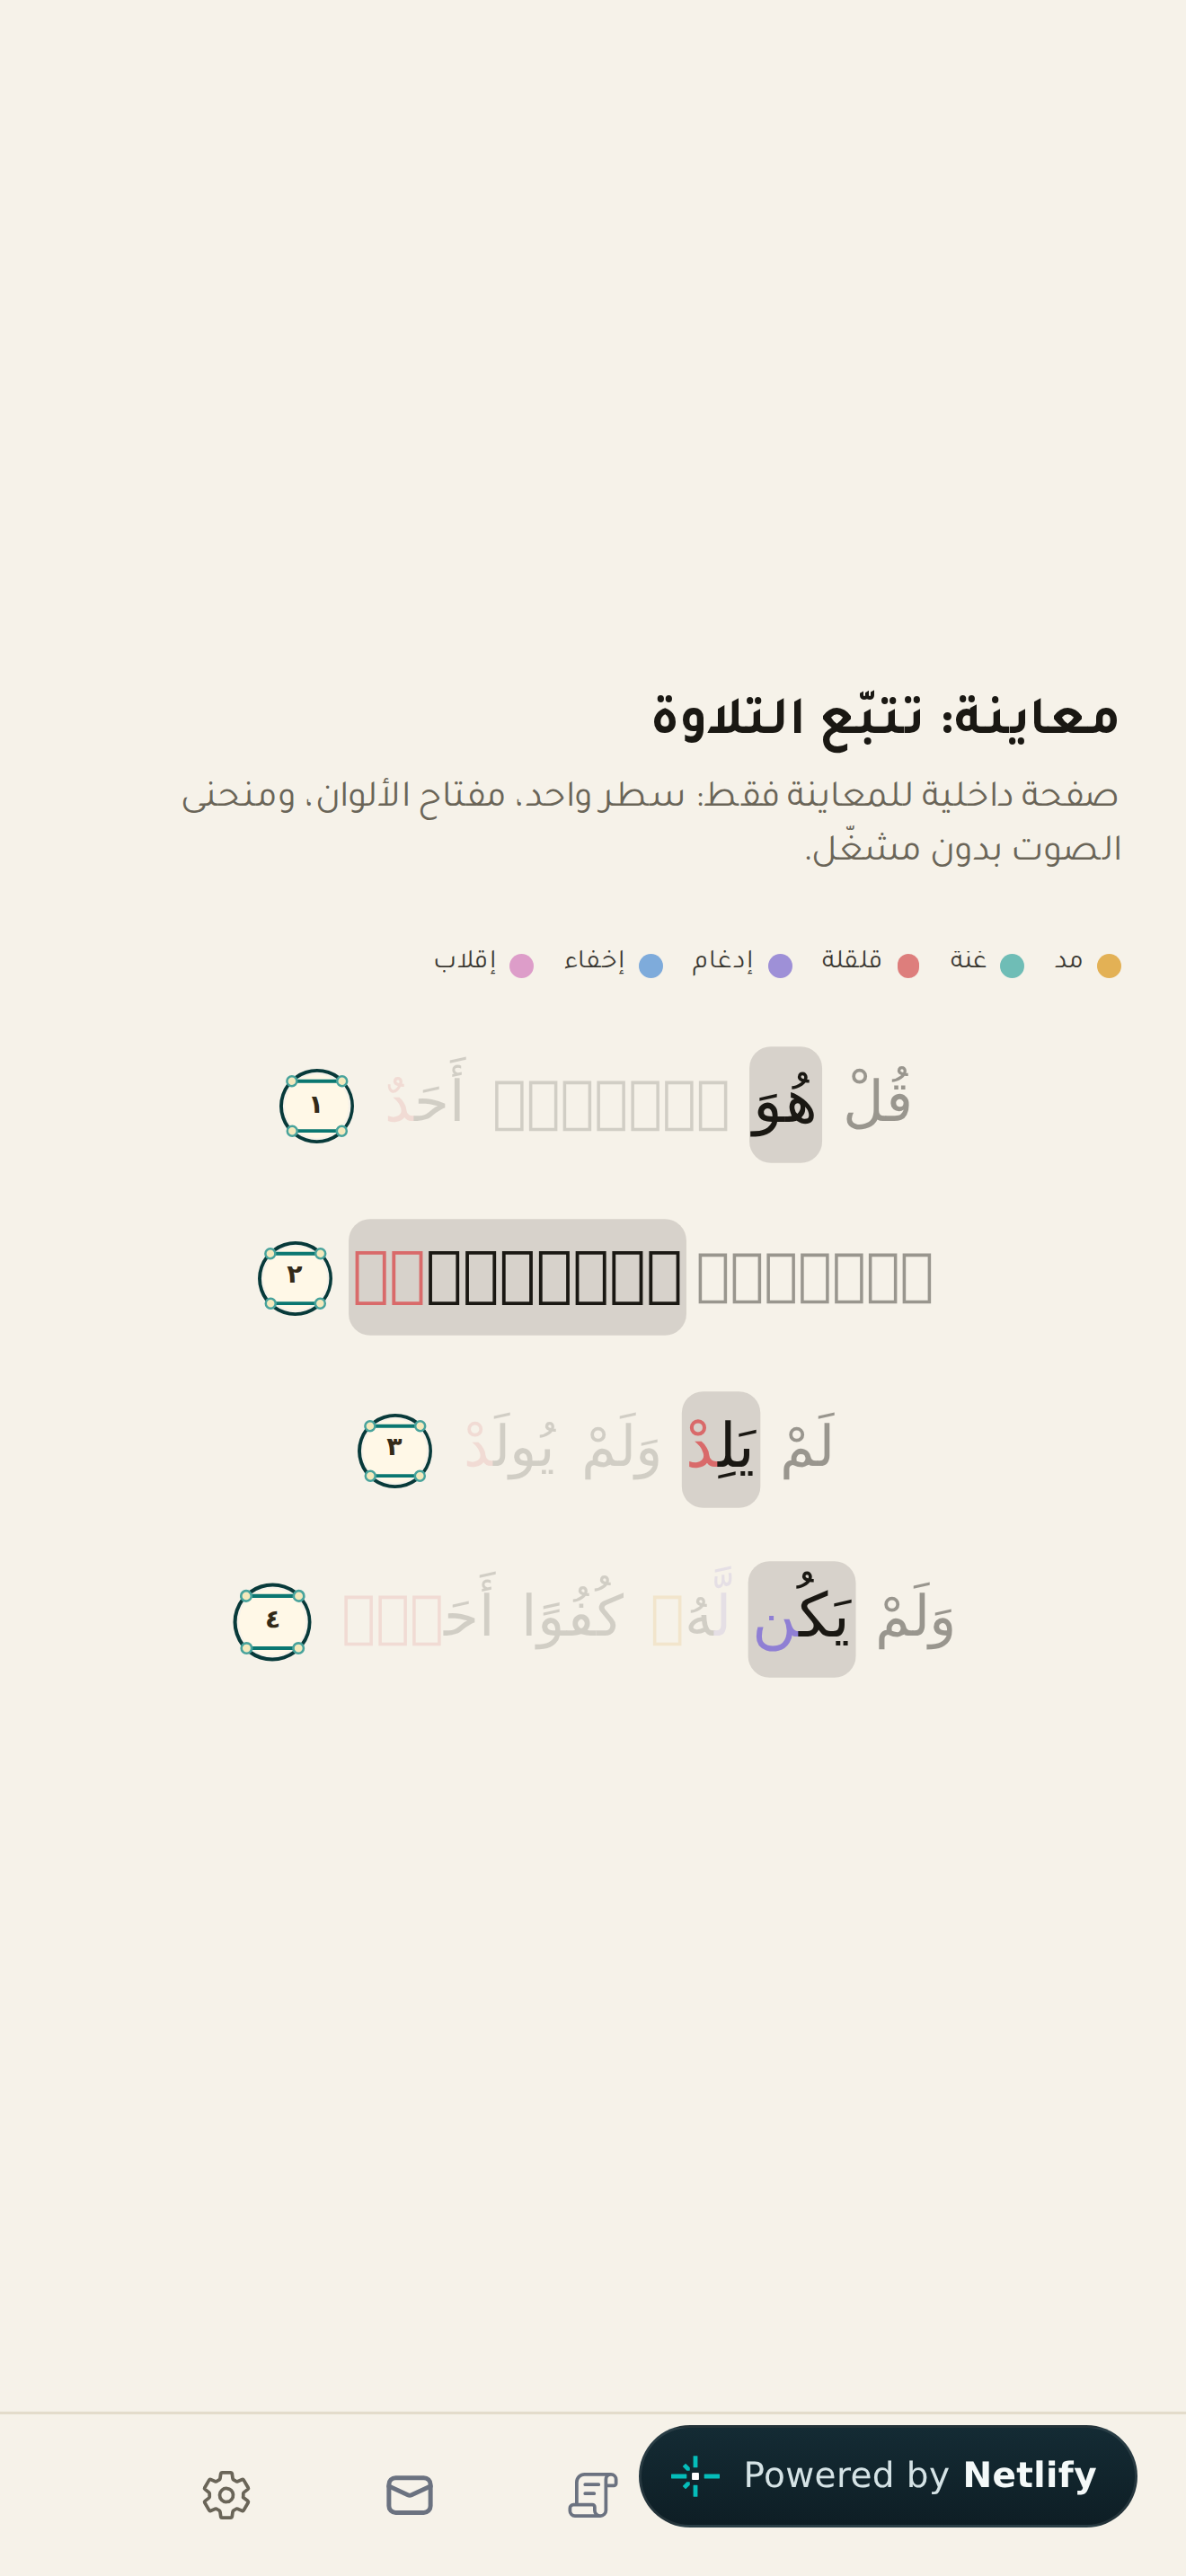 معاينة: تتبّع التلاوة
صفحة داخلية للمعاينة فقط: سطر واحد، مفتاح الألوان، ومنحنى
الصوت بدون مشغّل.
مد غنة قلقلة إدغام إخفاء إقلاب
قُلْ هُوَ أَحَدٌ ١
٢
لَمْ يَلِدْ وَلَمْ يُولَدْ ٣
وَلَمْ يَكُن لَّهُ كُفُوًا أَحَ ٤
Powered by Netlify